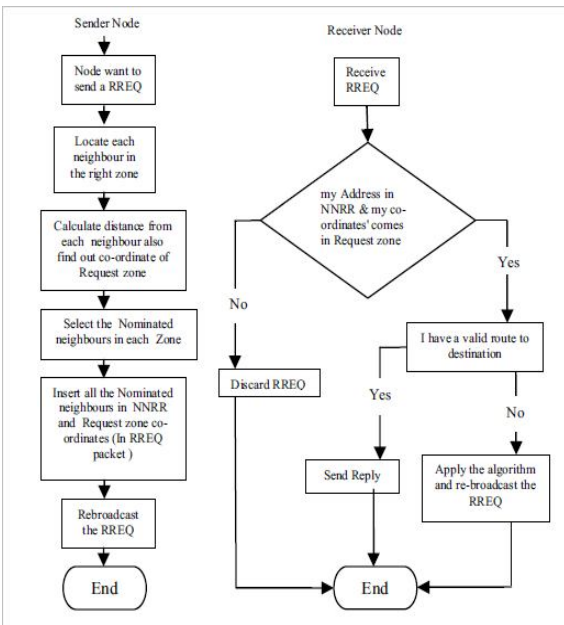 Sender Node
Node want to
send a RREQ
Locate each
neighbour in
the right zone
Calculate distance from
each neighbour also
find out co-ordinate of
Request zone
Select the Nominated
neighbours in each Zone
Insert all the Nominated
neighbours in NNRR
and Request zone co-
ordinates (In RREQ
packet )
Rebroadcast
the RREQ
End
Receiver Node
Receive
RREQ
my Address in
NNRR & my co-
ordinates' comes
in Request zone
No
Discard RREQ
Yes
I have a valid route to
destination
Yes
Send Reply
No
Apply the algorithm
and re-broadcast the
RREQ
End